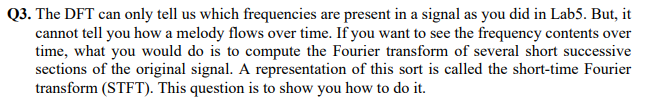 Q3. The DFT can only tell us which frequencies are present in a signal as you did in Lab5. But, it
cannot tell you how a melody flows over time. If you want to see the frequency contents over
time, what you would do is to compute the Fourier transform of several short successive
sections of the original signal. A representation of this sort is called the short-time Fourier
transform (STFT). This question is to show you how to do it.